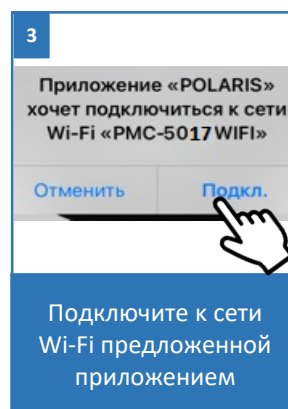 3
Приложение «POLARIS»
хочет подключиться к сети
Wi-Fi «PMC-5017WIFI»
Отменить
Подкл.
Подключите к сети
Wi-Fi предложенной
приложением